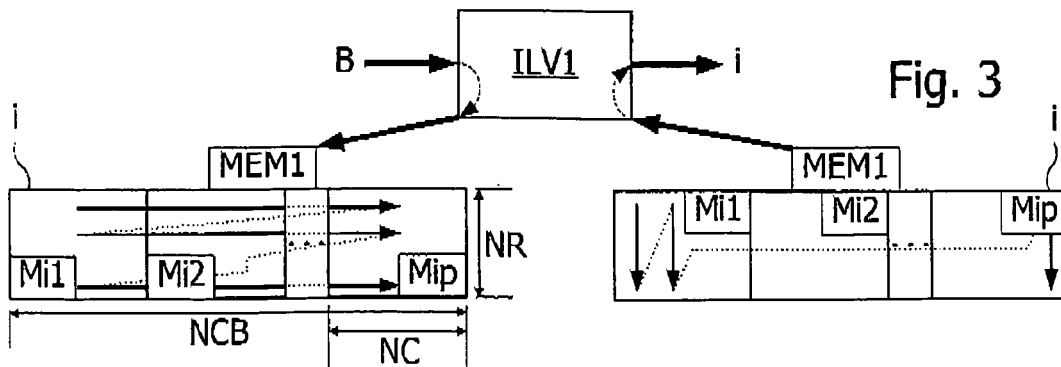 B
ILV1
i
Fig. 3
i
MEM1
MEM1
i
Mi1
Mi2
Mip
NR
Mi1
Mi2
Mip
NCB
NC